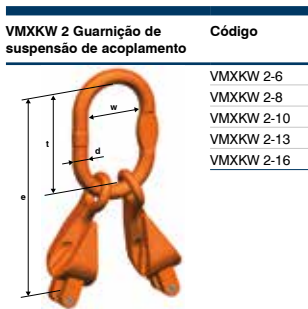 VMXKW 2 Guarnição de
suspensão de acoplamento
Código
VMXKW 2-6
VMXKW 2-8
VMXKW 2-10
VMXKW 2-13
VMXKW 2-16
w
t
d
e